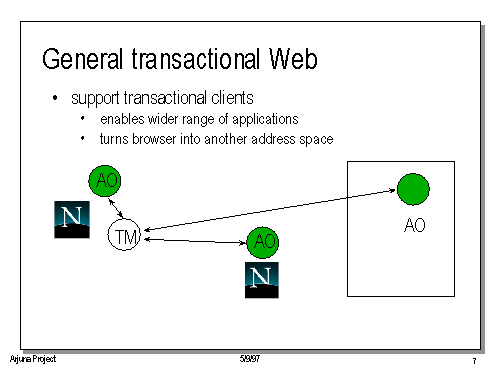 General transactional Web
• support transactional clients
• enables wider range of applications
• turns browser into another address space
AO
N
TM
AO
N
AO
Arjuna Project 5/9/97 7